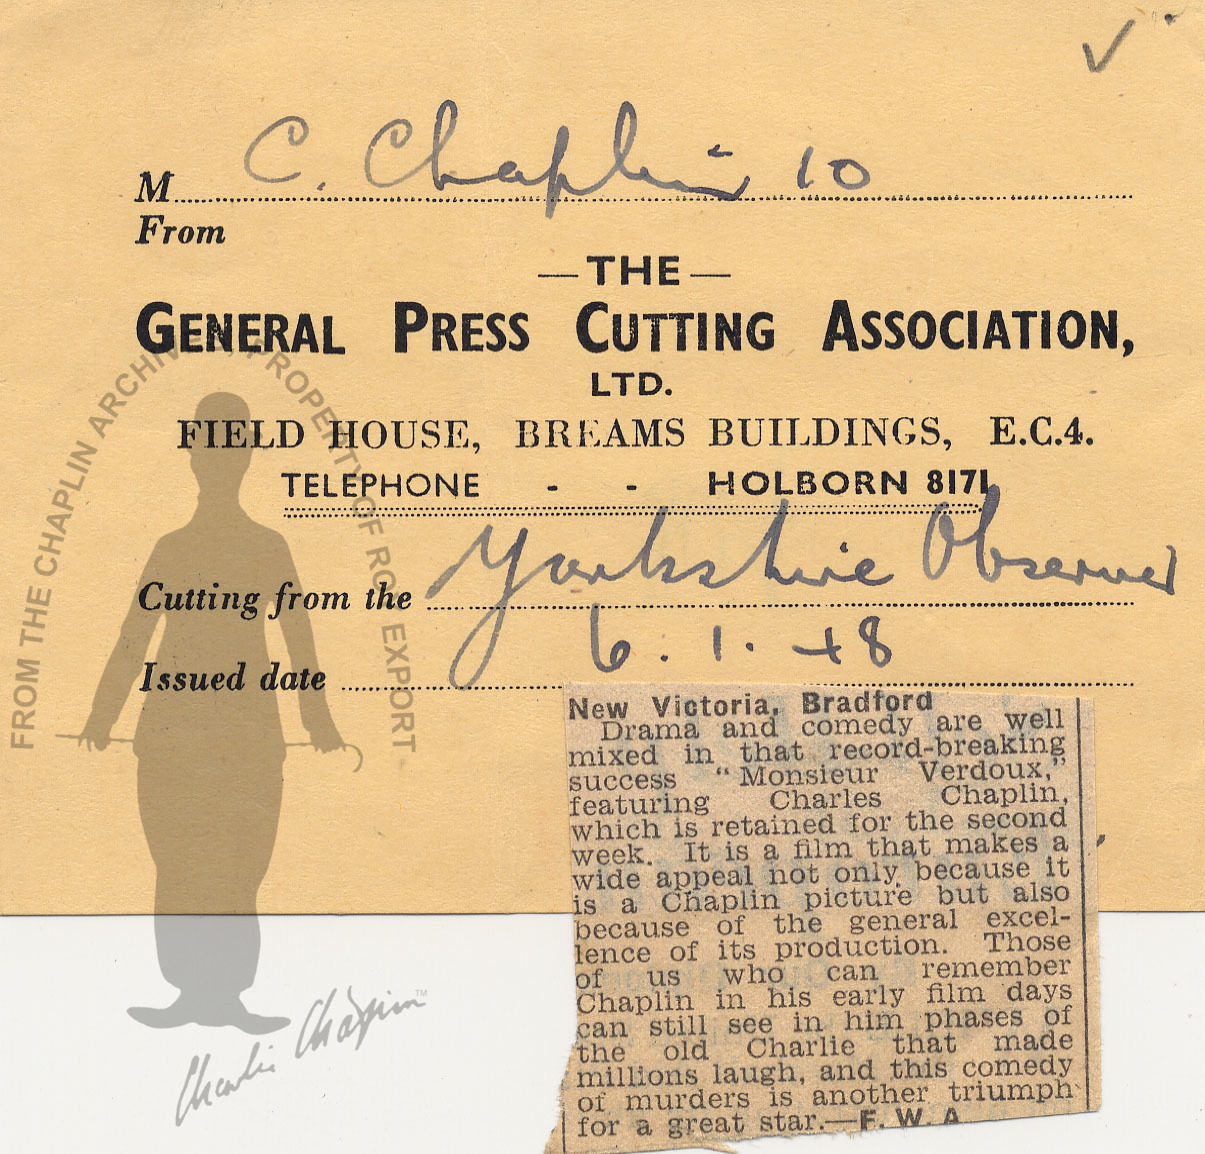 M C. Chaplin 10
From
—THE—
GENERAL PRESS CUTTING ASSOCIATION,
LTD.
FIELD HOUSE, BREAMS BUILDINGS, E.C.4.
TELEPHONE - - HOLBORN 8171
Cutting from the Yorkshire Observer
Issued date 6.1.48
New Victoria, Bradford
Drama and comedy are well
mixed in that record-breaking
success "Monsieur Verdoux,"
featuring Charles Chaplin,
which is retained for the second
week. It is a film that makes a
wide appeal not only because it
is a Chaplin picture but also
because of the general excel-
lence of its production. Those
of us who can remember
Chaplin in his early film days
can still see in him phases of
the old Charlie that made
millions laugh, and this comedy
of murders is another triumph
for a great star.—F. W. A
FROM THE CHAPLIN ARCHIVES, PROPERTY OF ROY EXPORT
Charlie Chaplin™